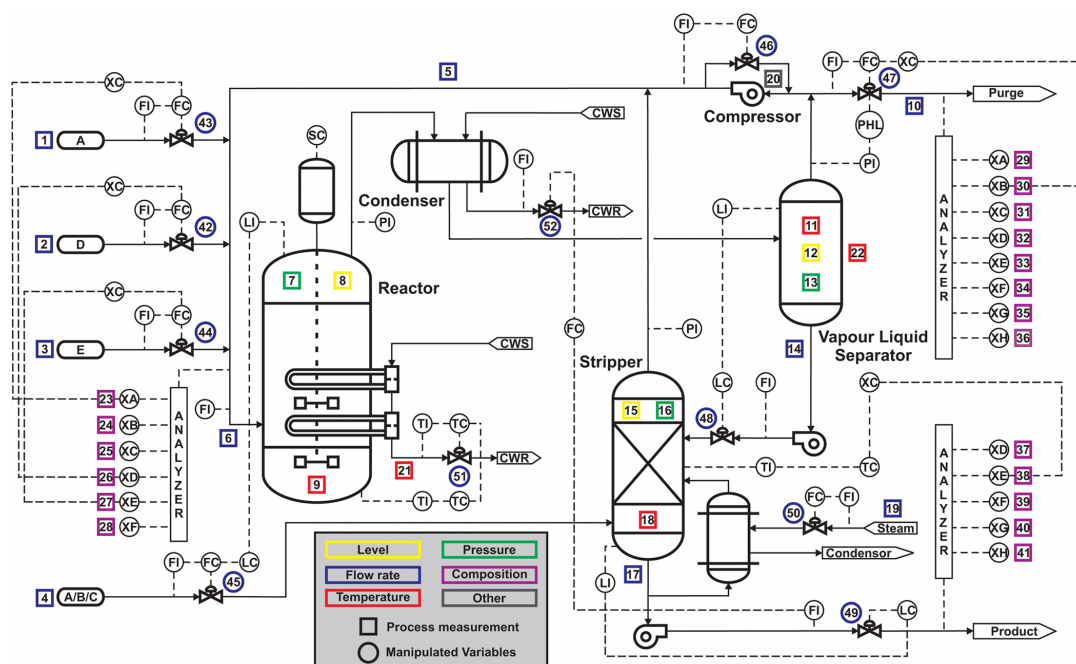 FI FC 46
5
XC
20
FI FC XC 47
Purge
10
Compressor
CWS
FI FC 43
1 A
SC
PHL
FI
PI
Condenser
XC
FI FC 42
2 D
LI
PI
52
CWR
LI
11
12
13
22
ANALYZER
XA 29
XB 30
XC 31
XD 32
XE 33
XF 34
XG 35
XH 36
7 8
Reactor
XC
FI FC 44
3 E
CWS
FC
Stripper
PI
14
Vapour Liquid
Separator
23 XA
24 XB
25 XC
26 XD
27 XE
28 XF
ANALYZER
FI
6
LC FI
XC
15 16
48
TI TC
51
21
CWR
9
TI TC
TI TC
18
50 FC FI 19
Steam
Condensor
ANALYZER
XD 37
XE 38
XF 39
XG 40
XH 41
FI FC LC
45
4 A/B/C
17
LI
FI 49 LC
Product
Level
Pressure
Flow rate
Composition
Temperature
Other
Process measurement
Manipulated Variables